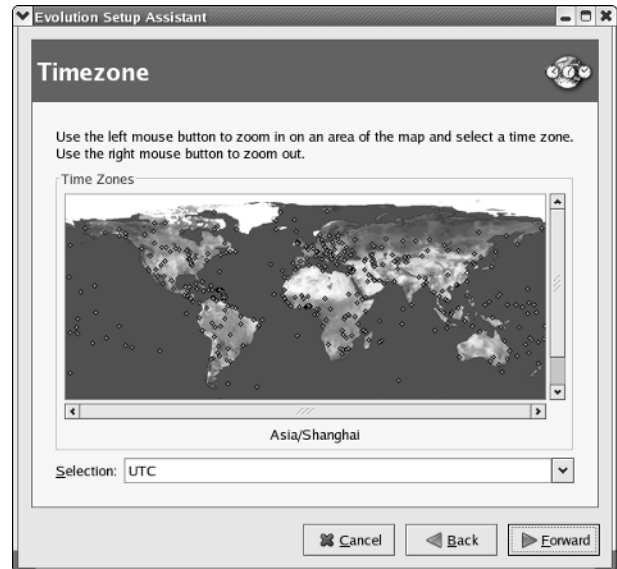 Evolution Setup Assistant
Timezone
Use the left mouse button to zoom in on an area of the map and select a time zone.
Use the right mouse button to zoom out.
Time Zones
Asia/Shanghai
Selection: UTC
Cancel Back Forward